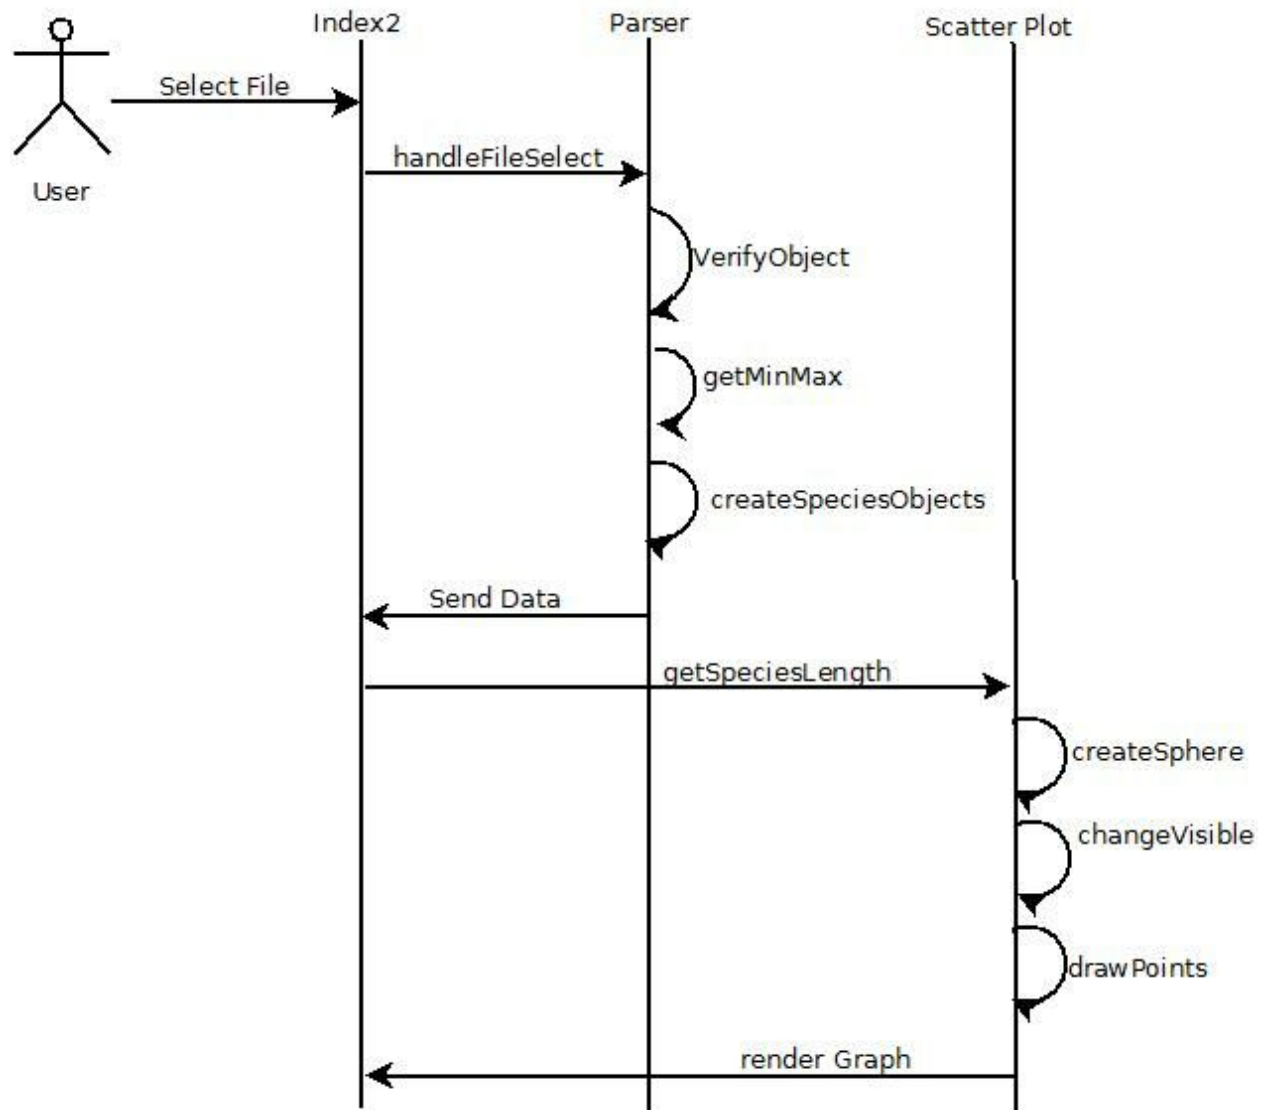 Index2
Parser
Scatter Plot
Select File
handleFileSelect
User
VerifyObject
getMinMax
createSpeciesObjects
Send Data
getSpeciesLength
createSphere
changeVisible
drawPoints
render Graph